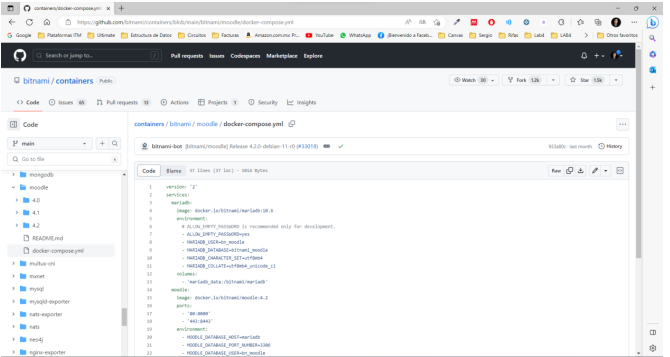 containers/docker-compose.yml
https://github.com/bitnami/containers/blob/main/bitnami/moodle/docker-compose.yml
Google
Plataformas ITM
Ultimate
Estructura de Datos
Circuitos
Facturas
Amazon.com.mx: Pr...
YouTube
WhatsApp
¡Bienvenido a Faceb...
Canvas
Sergio
Rifas
Lab4
LAB4
Otros favoritos
Search or jump to...
Pull requests Issues Codespaces Marketplace Explore
bitnami / containers Public
Watch 30
Fork 3.2k
Star 1.5k
Code
Issues 65
Pull requests 13
Actions
Projects 1
Security
Insights
Code
containers / bitnami / moodle / docker-compose.yml
main
bitnami-bot [bitnami/moodle] Release 4.2.0-debian-11-r0 (#33018)
last month
History
Go to file
Code Blame 37 lines (37 loc) · 1016 Bytes
Raw
mongodb
moodle
4.0
4.1
4.2
README.md
docker-compose.yml
multus-cni
mxnet
mysql
mysqld-exporter
nats-exporter
nats
neo4j
nginx-exporter
1 version: '2'
2 services:
3 mariadb:
4 image: docker.io/bitnami/mariadb:10.6
5 environment:
6 # ALLOW_EMPTY_PASSWORD is recommended only for development.
7 - ALLOW_EMPTY_PASSWORD=yes
8 - MARIADB_USER=bn_moodle
9 - MARIADB_DATABASE=bitnami_moodle
10 - MARIADB_CHARACTER_SET=utf8mb4
11 - MARIADB_COLLATE=utf8mb4_unicode_ci
12 volumes:
13 - 'mariadb_data:/bitnami/mariadb'
14 moodle:
15 image: docker.io/bitnami/moodle:4.2
16 ports:
17 - '80:8080'
18 - '443:8443'
19 environment:
20 - MOODLE_DATABASE_HOST=mariadb
21 - MOODLE_DATABASE_PORT_NUMBER=3306
22 - MOODLE_DATABASE_USER=bn_moodle